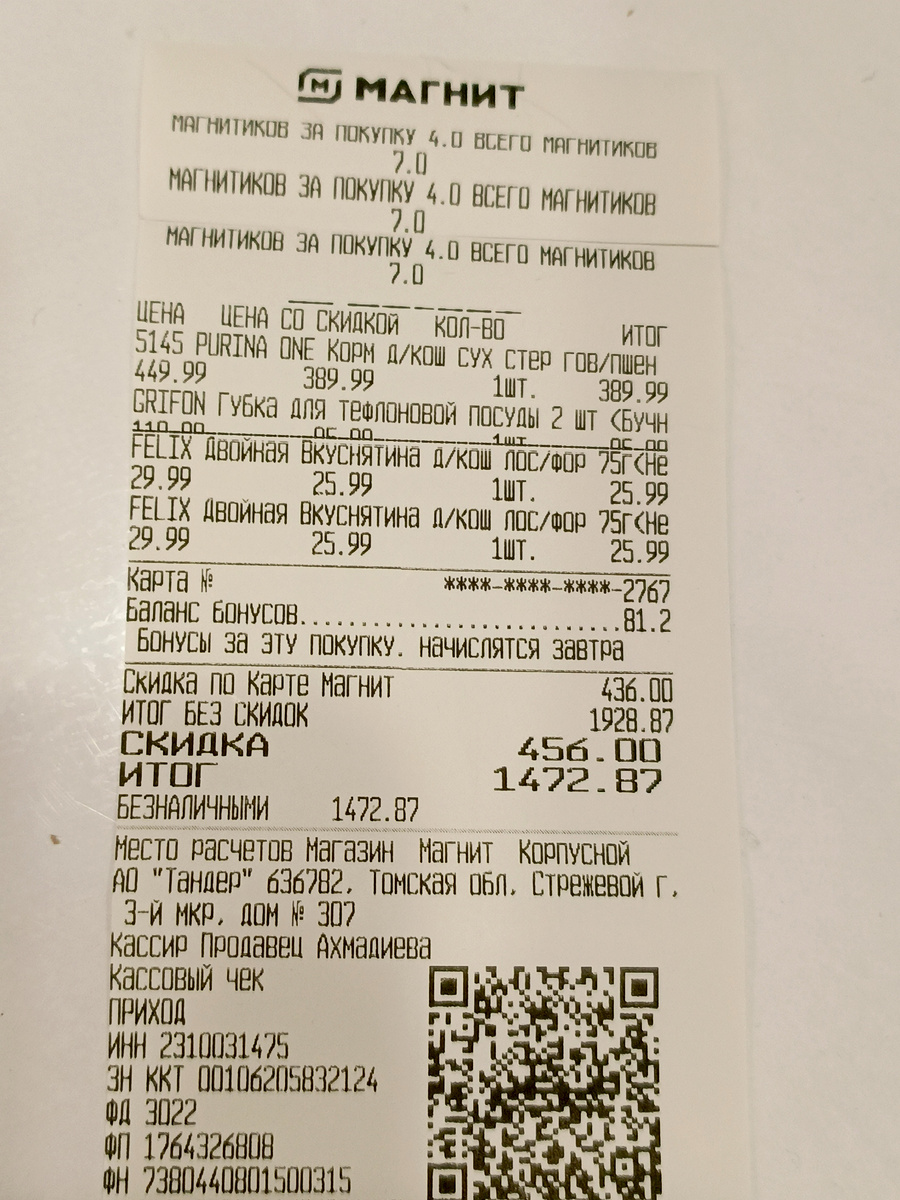 МАГНИТ
МАГНИТИКОВ ЗА ПОКУПКУ 4.0 ВСЕГО МАГНИТИКОВ
7.0
МАГНИТИКОВ ЗА ПОКУПКУ 4.0 ВСЕГО МАГНИТИКОВ
7.0
МАГНИТИКОВ ЗА ПОКУПКУ 4.0 ВСЕГО МАГНИТИКОВ
7.0
ЦЕНА ЦЕНА СО СКИДКОЙ КОЛ-ВО ИТОГ
5145 PURINA ONE КОРМ Д/КОШ СУХ СТЕР ГОВ/ПШЕН
449.99 389.99 1ШТ. 389.99
GRIFON Губка для тефлоновой посуды 2 шт (Бучн
FELIX Двойная Вкуснятина д/кош лос/фор 75г(Не
29.99 25.99 1ШТ. 25.99
FELIX Двойная Вкуснятина д/кош лос/фор 75г(Не
29.99 25.99 1ШТ. 25.99
Карта № ****-****-****-2767
Баланс бонусов............................81.2
Бонусы за эту покупку. начислятся завтра
Скидка по Карте Магнит 436.00
ИТОГ БЕЗ СКИДОК 1928.87
СКИДКА 456.00
ИТОГ 1472.87
БЕЗНАЛИЧНЫМИ 1472.87
Место расчетов Магазин Магнит Корпусной
АО "Тандер" 636782, Томская обл, Стрежевой г,
3-й мкр, дом № 307
Кассир Продавец Ахмадиева
Кассовый чек
ПРИХОД
ИНН 2310031475
ЗН ККТ 00106205832124
ФД 3022
ФП 1764326808
ФН 7380440801500315